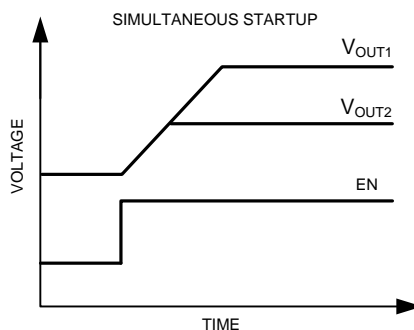 SIMULTANEOUS STARTUP
VOUT1
VOUT2
EN
VOLTAGE
TIME